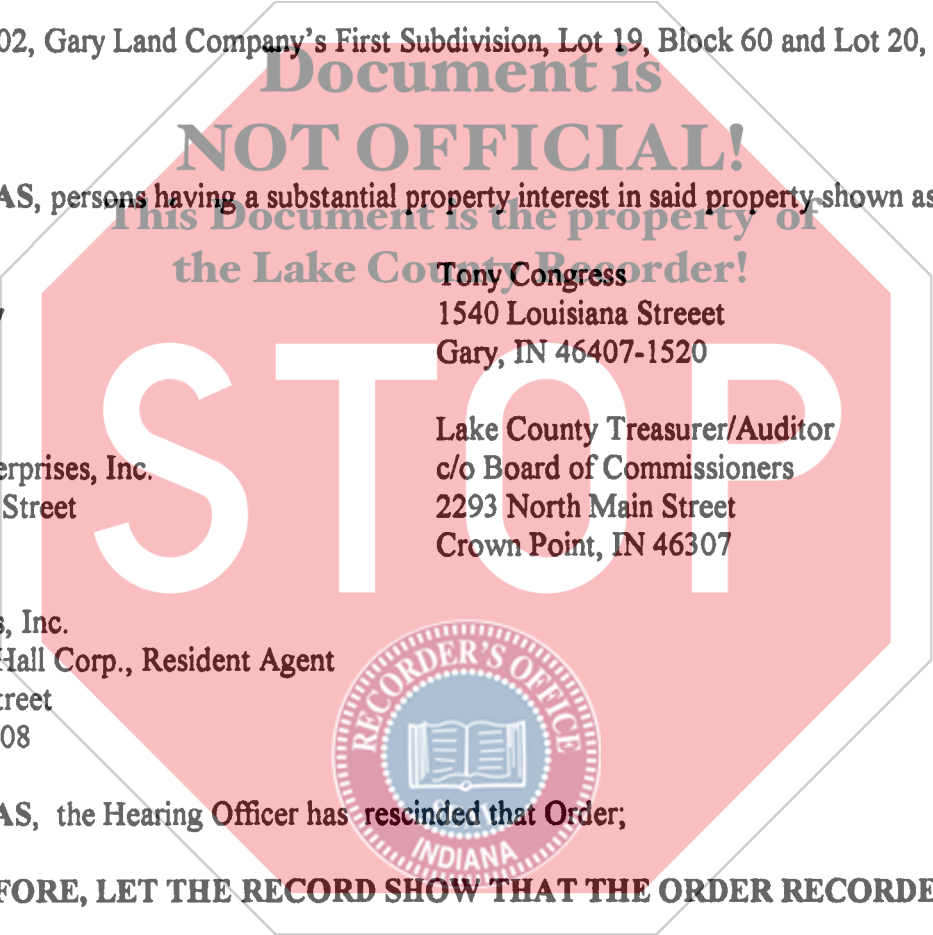 02, Gary Land Company's First Subdivision, Lot 19, Block 60 and Lot 20,
Document is
NOT OFFICIAL!
AS, persons having a substantial property interest in said property shown as
This Document is the property of
the Lake County Recorder!
Tony Congress
1540 Louisiana Streeet
Gary, IN 46407-1520
Lake County Treasurer/Auditor
erprises, Inc.
c/o Board of Commissioners
Street
2293 North Main Street
Crown Point, IN 46307
STOP
s, Inc.
Hall Corp., Resident Agent
treet
08
RECORDER'S OFFICE
AS, the Hearing Officer has rescinded that Order;
INDIANA
FORE, LET THE RECORD SHOW THAT THE ORDER RECORDE